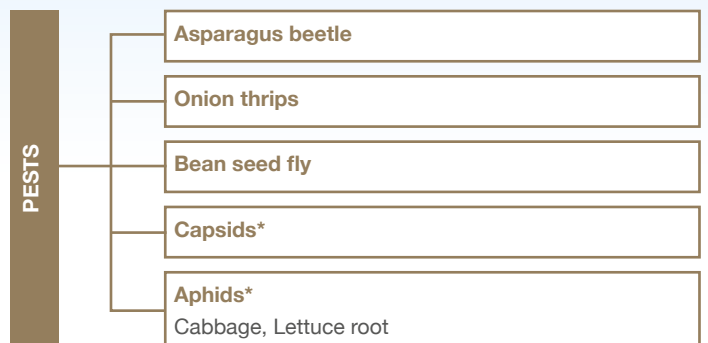 PESTS
Asparagus beetle
Onion thrips
Bean seed fly
Capsids*
Aphids*
Cabbage, Lettuce root